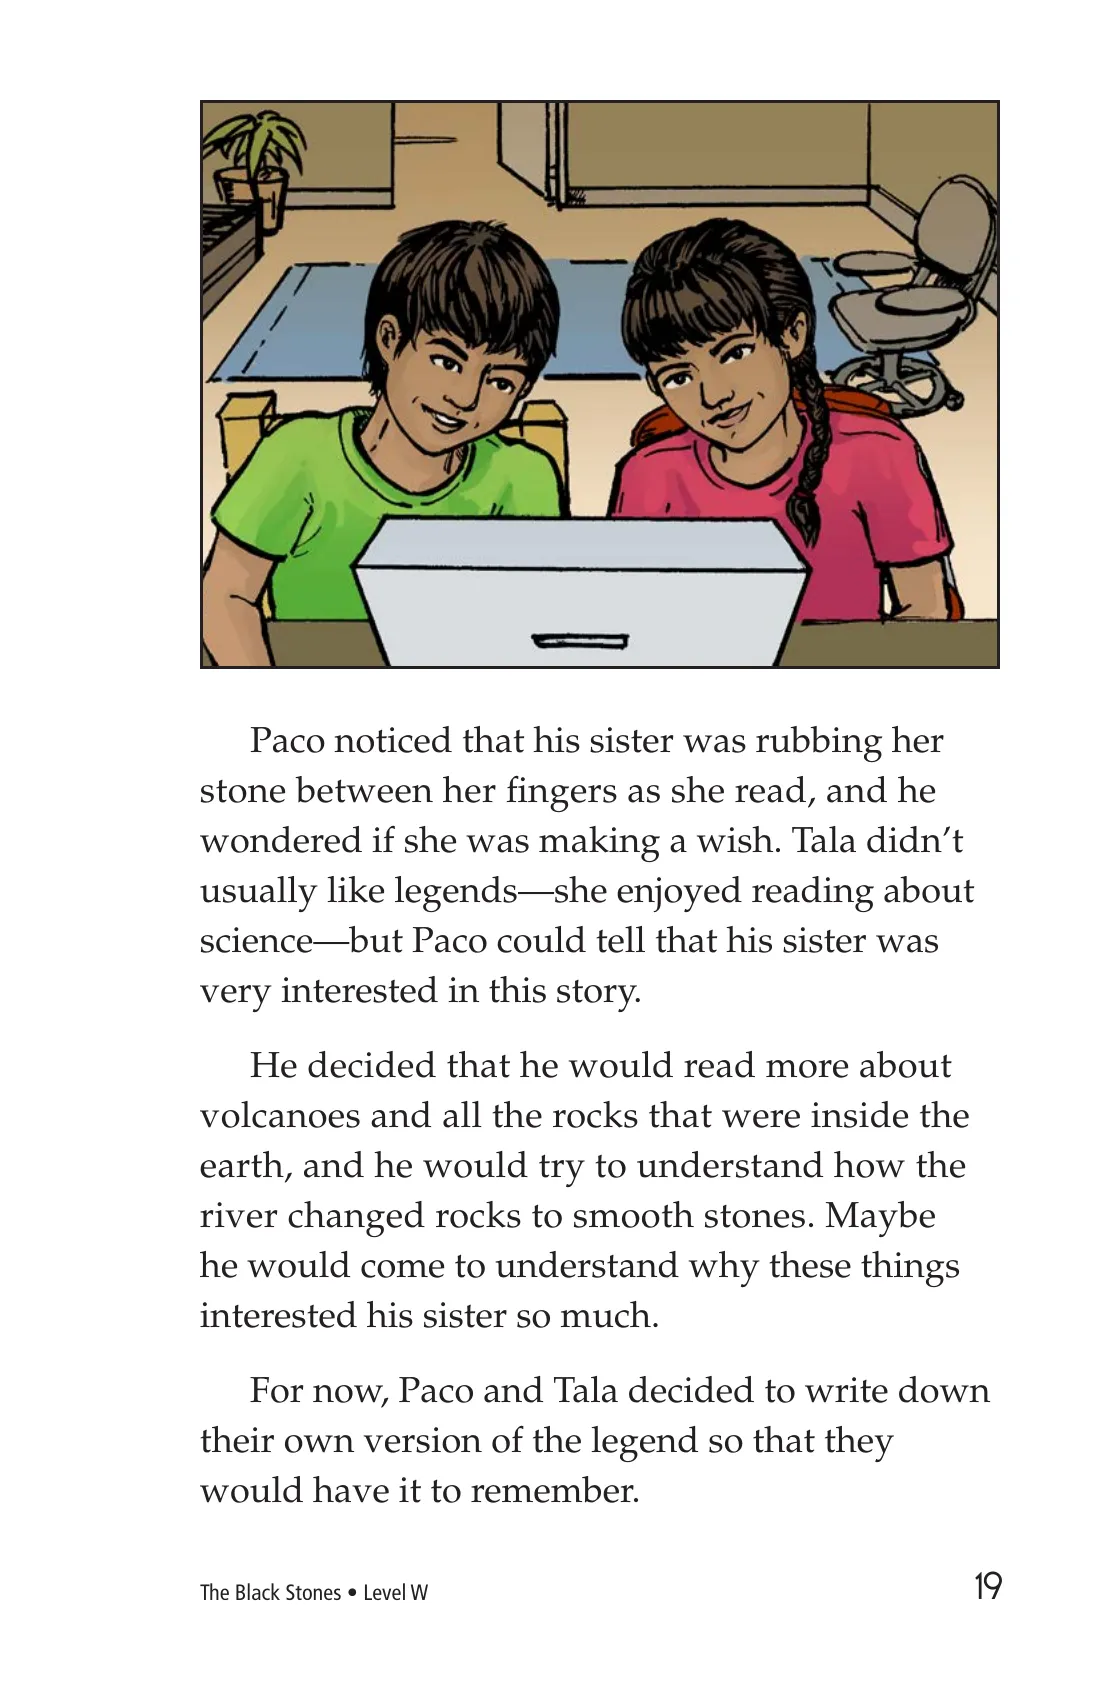 Paco noticed that his sister was rubbing her
stone between her fingers as she read, and he
wondered if she was making a wish. Tala didn’t
usually like legends—she enjoyed reading about
science—but Paco could tell that his sister was
very interested in this story.
He decided that he would read more about
volcanoes and all the rocks that were inside the
earth, and he would try to understand how the
river changed rocks to smooth stones. Maybe
he would come to understand why these things
interested his sister so much.
For now, Paco and Tala decided to write down
their own version of the legend so that they
would have it to remember.
The Black Stones • Level W
19